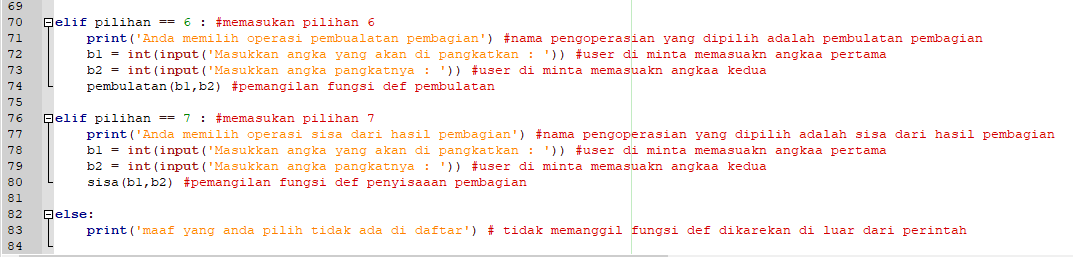 69
70 elif pilihan == 6 : #memasukan pilihan 6
71 print('Anda memilih operasi pembualatan pembagian') #nama pengoperasian yang dipilih adalah pembulatan pembagian
72 b1 = int(input('Masukkan angka yang akan di pangkatkan : ')) #user di minta memasuakn angkaa pertama
73 b2 = int(input('Masukkan angka pangkatnya : ')) #user di minta memasuakn angkaa kedua
74 pembulatan(b1,b2) #pemangilan fungsi def pembulatan
75
76 elif pilihan == 7 : #memasukan pilihan 7
77 print('Anda memilih operasi sisa dari hasil pembagian') #nama pengoperasian yang dipilih adalah sisa dari hasil pembagian
78 b1 = int(input('Masukkan angka yang akan di pangkatkan : ')) #user di minta memasuakn angkaa pertama
79 b2 = int(input('Masukkan angka pangkatnya : ')) #user di minta memasuakn angkaa kedua
80 sisa(b1,b2) #pemangilan fungsi def penyisaaan pembagian
81
82 else:
83 print('maaf yang anda pilih tidak ada di daftar') # tidak memanggil fungsi def dikarekan di luar dari perintah
84